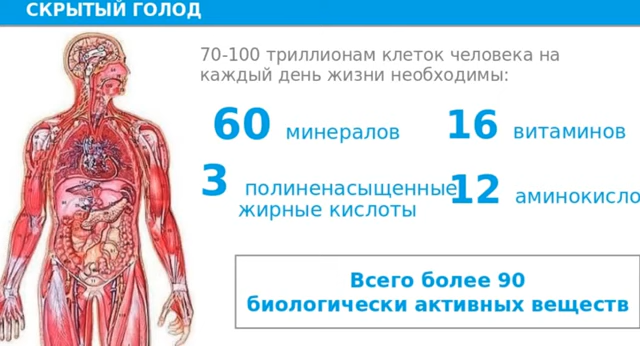 СКРЫТЫЙ ГОЛОД
70-100 триллионам клеток человека на
каждый день жизни необходимы:
60 минералов
16 витаминов
3 полиненасыщенные
жирные кислоты
12 аминокисло
Всего более 90
биологически активных веществ